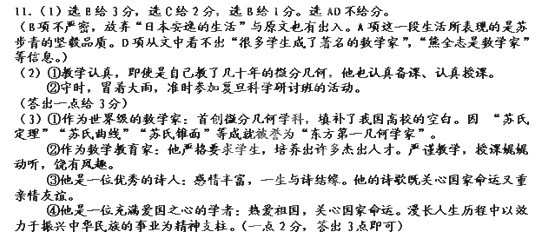 11.(1)选E给3分，选C给2分，选B给1分。选AD不给分。
（B项不严密，放弃“日本安逸的生活”与原文也有出入。A项这一段生活所表现的是苏
步青的坚毅品质。D项从文中看不出“很多学生成了著名的数学家”，“熊全志是数学家”
等信息。）
（2）①教学认真，即使是自己教了几十年的微分几何，他也认真备课、认真授课。
②守时，冒着大雨，准时参加复旦科学研讨班的活动。
（答出一点给3分）
（3）①作为世界级的数学家：首创微分几何学科，填补了我国高校的空白。因 “苏氏
定理”“苏氏曲线”“苏氏锥面”等成就被誉为“东方第一几何学家”。
②作为数学教育家：他严格要求学生，培养出许多杰出人才。严谨教学，授课娓娓
动听，饶有风趣。
③他是一位优秀的诗人：感情丰富，一生与诗结缘。他的诗歌既关心国家命运又重
亲情友谊。
④他是一位充满爱国之心的学者：热爱祖国，关心国家命运。漫长人生历程中以效
力于振兴中华民族的事业为精神支柱。（一点2分，答出3点即可）